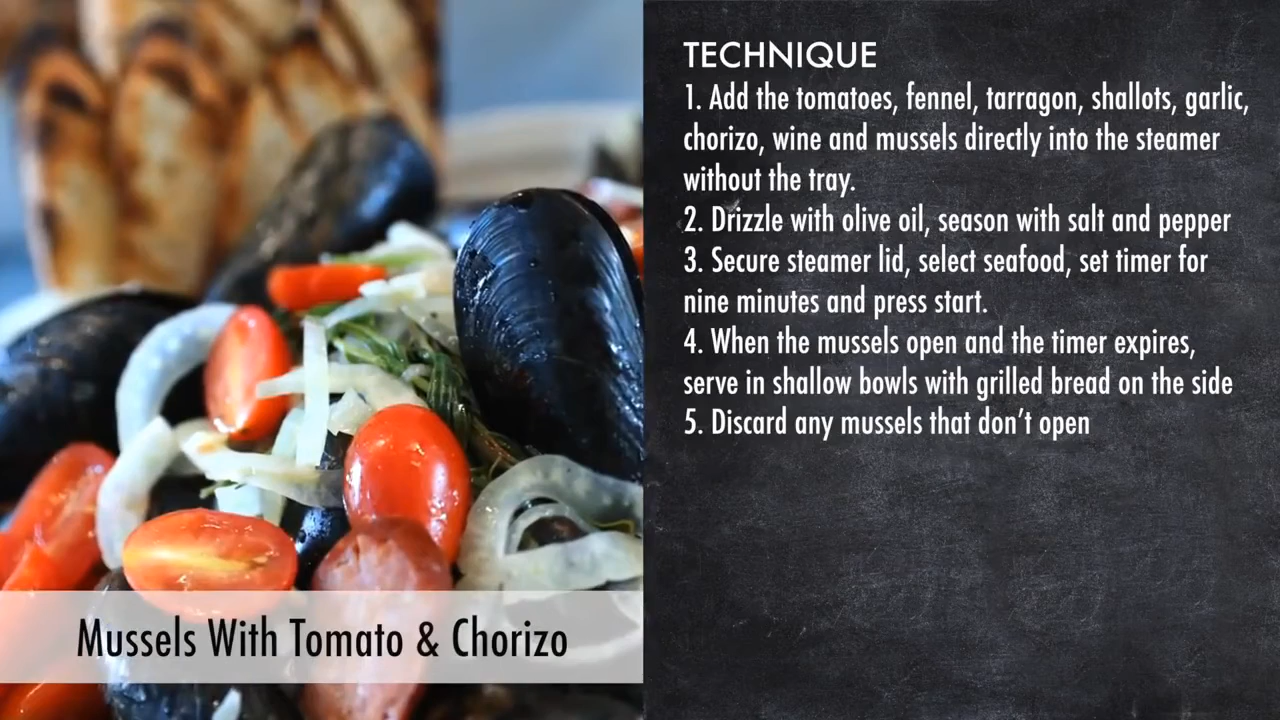 TECHNIQUE
1. Add the tomatoes, fennel, tarragon, shallots, garlic,
chorizo, wine and mussels directly into the steamer
without the tray.
2. Drizzle with olive oil, season with salt and pepper
3. Secure steamer lid, select seafood, set timer for
nine minutes and press start.
4. When the mussels open and the timer expires,
serve in shallow bowls with grilled bread on the side
5. Discard any mussels that don’t open
Mussels With Tomato & Chorizo